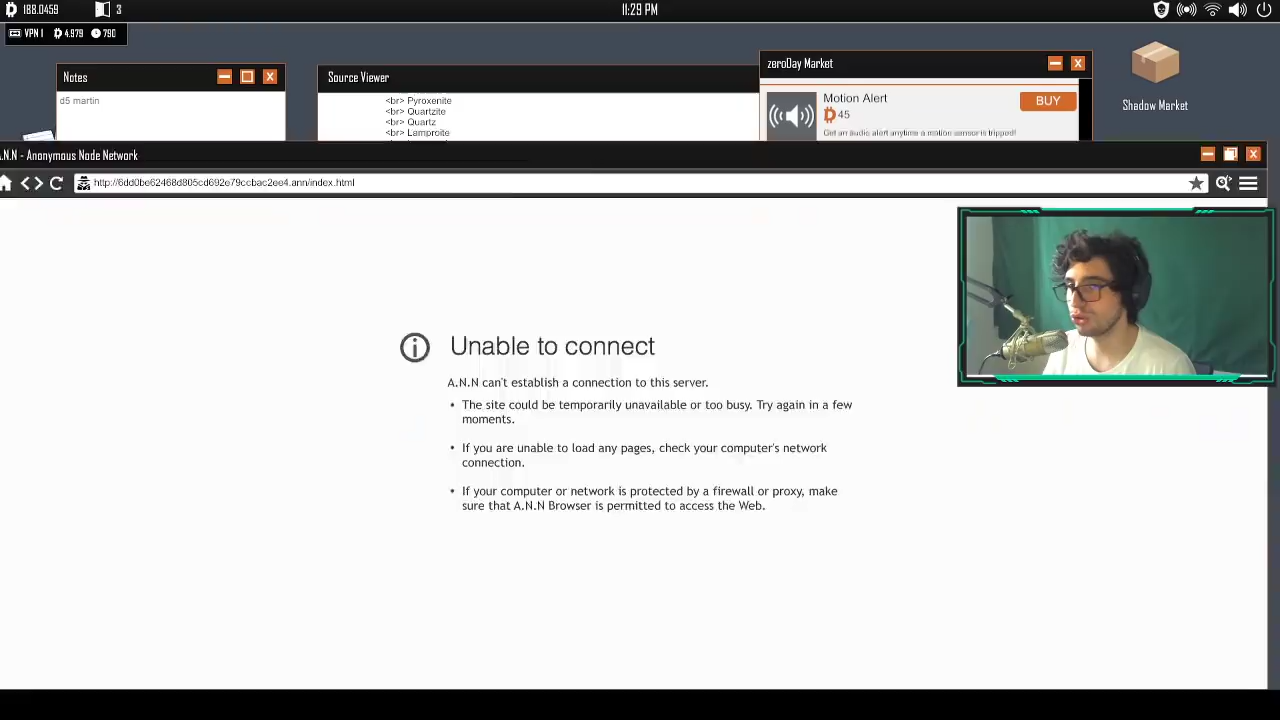 188.0459
3
11:29 PM
VPN 1
4.979
790
Notes
Source Viewer
zeroDay Market
d5 martin
<br> Pyroxenite
<br> Quartzite
<br> Quartz
<br> Lamproite
Motion Alert
45
BUY
Get an audio alert anytime a motion sensor is tripped!
Shadow Market
A.N.N - Anonymous Node Network
http://6dd0be62468d805cd692e79ccbac2ee4.ann/index.html
Unable to connect
A.N.N can't establish a connection to this server.
• The site could be temporarily unavailable or too busy. Try again in a few
moments.
• If you are unable to load any pages, check your computer's network
connection.
• If your computer or network is protected by a firewall or proxy, make
sure that A.N.N Browser is permitted to access the Web.